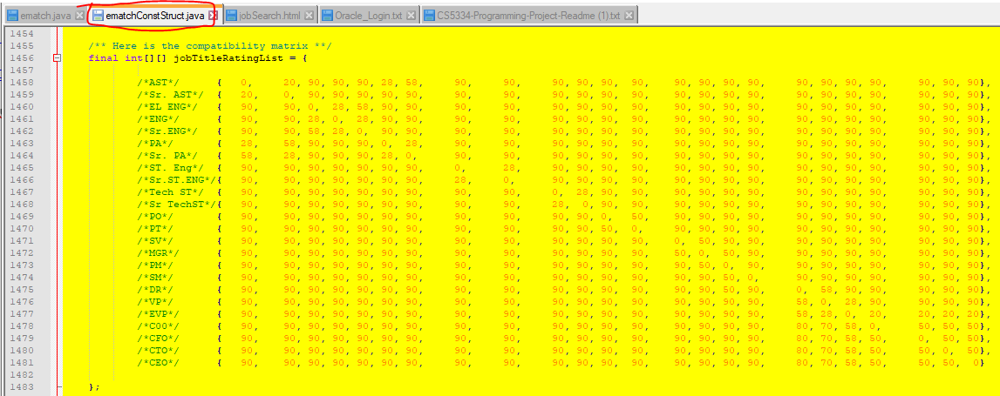 ematch.java
ematchConstStruct.java
jobSearch.html
Oracle_Login.txt
CS5334-Programming-Project-Readme (1).txt
1454
1455 /** Here is the compatibility matrix **/
1456 final int[][] jobTitleRatingList = {
1457
1458 /*AST*/ { 0, 20, 90, 90, 90, 28, 58, 90, 90, 90, 90, 90, 90, 90, 90, 90, 90, 90, 90, 90, 90, 90, 90, 90},
1459 /*Sr. AST*/ { 20, 0, 90, 90, 90, 90, 90, 90, 90, 90, 90, 90, 90, 90, 90, 90, 90, 90, 90, 90, 90, 90, 90, 90},
1460 /*EL ENG*/ { 90, 90, 0, 28, 58, 90, 90, 90, 90, 90, 90, 90, 90, 90, 90, 90, 90, 90, 90, 90, 90, 90, 90, 90},
1461 /*ENG*/ { 90, 90, 28, 0, 28, 90, 90, 90, 90, 90, 90, 90, 90, 90, 90, 90, 90, 90, 90, 90, 90, 90, 90, 90},
1462 /*Sr.ENG*/ { 90, 90, 58, 28, 0, 90, 90, 90, 90, 90, 90, 90, 90, 90, 90, 90, 90, 90, 90, 90, 90, 90, 90, 90},
1463 /*PA*/ { 28, 58, 90, 90, 90, 0, 28, 90, 90, 90, 90, 90, 90, 90, 90, 90, 90, 90, 90, 90, 90, 90, 90, 90},
1464 /*Sr. PA*/ { 58, 28, 90, 90, 90, 28, 0, 90, 90, 90, 90, 90, 90, 90, 90, 90, 90, 90, 90, 90, 90, 90, 90, 90},
1465 /*ST. Eng*/ { 90, 90, 90, 90, 90, 90, 90, 0, 28, 90, 90, 90, 90, 90, 90, 90, 90, 90, 90, 90, 90, 90, 90, 90},
1466 /*Sr.ST.ENG*/{ 90, 90, 90, 90, 90, 90, 90, 28, 0, 90, 90, 90, 90, 90, 90, 90, 90, 90, 90, 90, 90, 90, 90, 90},
1467 /*Tech ST*/ { 90, 90, 90, 90, 90, 90, 90, 90, 90, 0, 28, 90, 90, 90, 90, 90, 90, 90, 90, 90, 90, 90, 90, 90},
1468 /*Sr TechST*/{ 90, 90, 90, 90, 90, 90, 90, 90, 90, 28, 0, 90, 90, 90, 90, 90, 90, 90, 90, 90, 90, 90, 90, 90},
1469 /*PO*/ { 90, 90, 90, 90, 90, 90, 90, 90, 90, 90, 90, 0, 50, 90, 90, 90, 90, 90, 90, 90, 90, 90, 90, 90},
1470 /*PT*/ { 90, 90, 90, 90, 90, 90, 90, 90, 90, 90, 90, 50, 0, 90, 90, 90, 90, 90, 90, 90, 90, 90, 90, 90},
1471 /*SV*/ { 90, 90, 90, 90, 90, 90, 90, 90, 90, 90, 90, 90, 90, 0, 50, 90, 90, 90, 90, 90, 90, 90, 90, 90},
1472 /*MGR*/ { 90, 90, 90, 90, 90, 90, 90, 90, 90, 90, 90, 90, 90, 50, 0, 50, 90, 90, 90, 90, 90, 90, 90, 90},
1473 /*PM*/ { 90, 90, 90, 90, 90, 90, 90, 90, 90, 90, 90, 90, 90, 90, 50, 0, 90, 90, 90, 90, 90, 90, 90, 90},
1474 /*SM*/ { 90, 90, 90, 90, 90, 90, 90, 90, 90, 90, 90, 90, 90, 90, 90, 50, 0, 90, 90, 90, 90, 90, 90, 90},
1475 /*DR*/ { 90, 90, 90, 90, 90, 90, 90, 90, 90, 90, 90, 90, 90, 90, 90, 50, 90, 0, 58, 90, 90, 90, 90, 90},
1476 /*VP*/ { 90, 90, 90, 90, 90, 90, 90, 90, 90, 90, 90, 90, 90, 90, 90, 90, 90, 58, 0, 28, 90, 90, 90, 90},
1477 /*EVP*/ { 90, 90, 90, 90, 90, 90, 90, 90, 90, 90, 90, 90, 90, 90, 90, 90, 90, 58, 28, 0, 20, 20, 20, 20},
1478 /*COO*/ { 90, 90, 90, 90, 90, 90, 90, 90, 90, 90, 90, 90, 90, 90, 90, 90, 90, 80, 70, 58, 0, 50, 50, 50},
1479 /*CFO*/ { 90, 90, 90, 90, 90, 90, 90, 90, 90, 90, 90, 90, 90, 90, 90, 90, 90, 80, 70, 58, 50, 0, 50, 50},
1480 /*CTO*/ { 90, 90, 90, 90, 90, 90, 90, 90, 90, 90, 90, 90, 90, 90, 90, 90, 90, 80, 70, 58, 50, 50, 0, 50},
1481 /*CEO*/ { 90, 90, 90, 90, 90, 90, 90, 90, 90, 90, 90, 90, 90, 90, 90, 90, 90, 80, 70, 58, 50, 50, 50, 0}
1482
1483 };